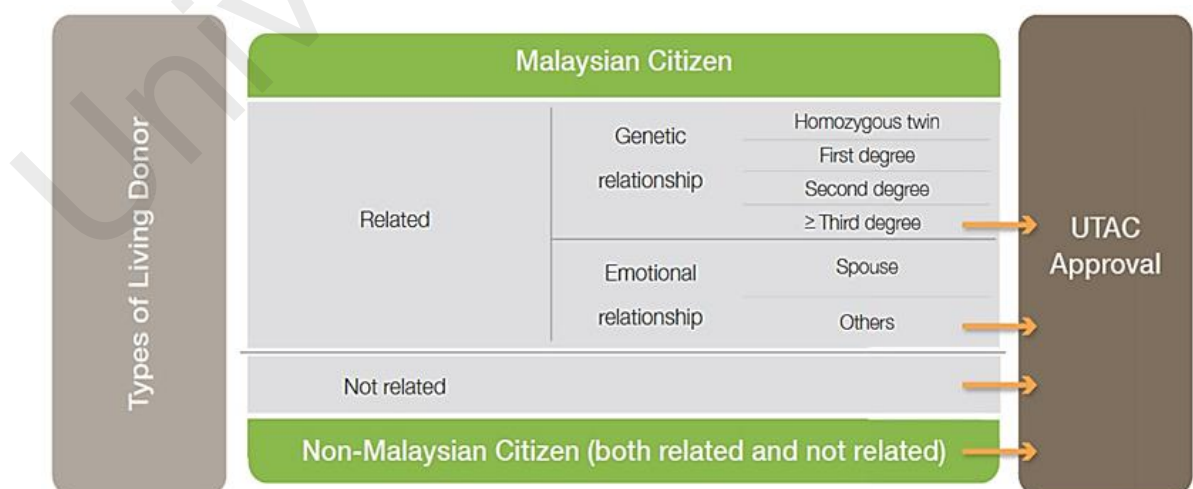 Univ
Types of Living Donor
Malaysian Citizen
Related
Genetic
relationship
Homozygous twin
First degree
Second degree
≥ Third degree
Emotional
relationship
Spouse
Others
Not related
Non-Malaysian Citizen (both related and not related)
UTAC
Approval